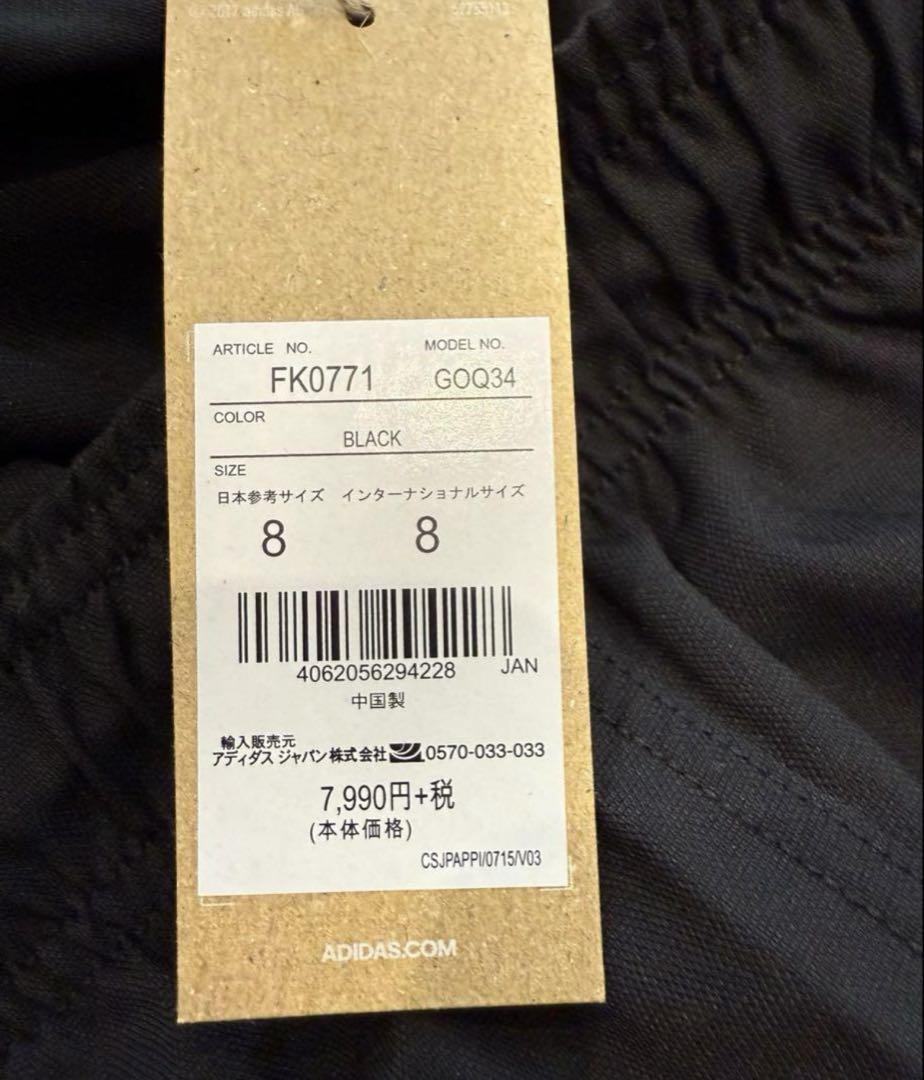 © 2017 adidas
ARTICLE NO. MODEL NO.
FK0771 GOQ34
COLOR
BLACK
SIZE
日本参考サイズ インターナショナルサイズ
8 8
4062056294228 JAN
中国製
輸入販売元
アディダス ジャパン株式会社 0570-033-033
7,990円+税
(本体価格)
CSJPAPPI/0715/V03
ADIDAS.COM